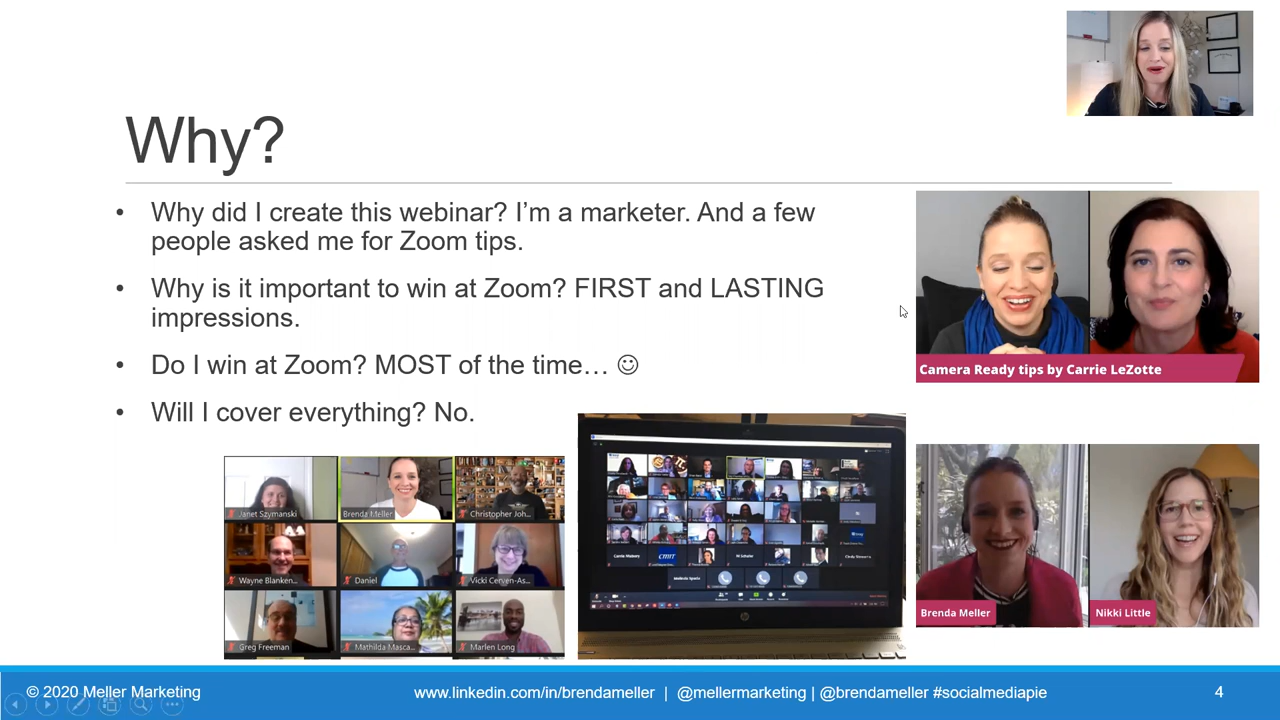 Why?
• Why did I create this webinar? I’m a marketer. And a few
people asked me for Zoom tips.
• Why is it important to win at Zoom? FIRST and LASTING
impressions.
• Do I win at Zoom? MOST of the time… ☺
• Will I cover everything? No.
Camera Ready tips by Carrie LeZotte
Janet Szymanski
Brenda Meller
Christopher Joh...
Wayne Blanken...
Daniel
Vicki Cerven-As...
Greg Freeman
Mathilda Masca...
Marlen Long
Brenda Meller
Nikki Little
© 2020 Meller Marketing
www.linkedin.com/in/brendameller | @mellermarketing | @brendameller #socialmediapie
4